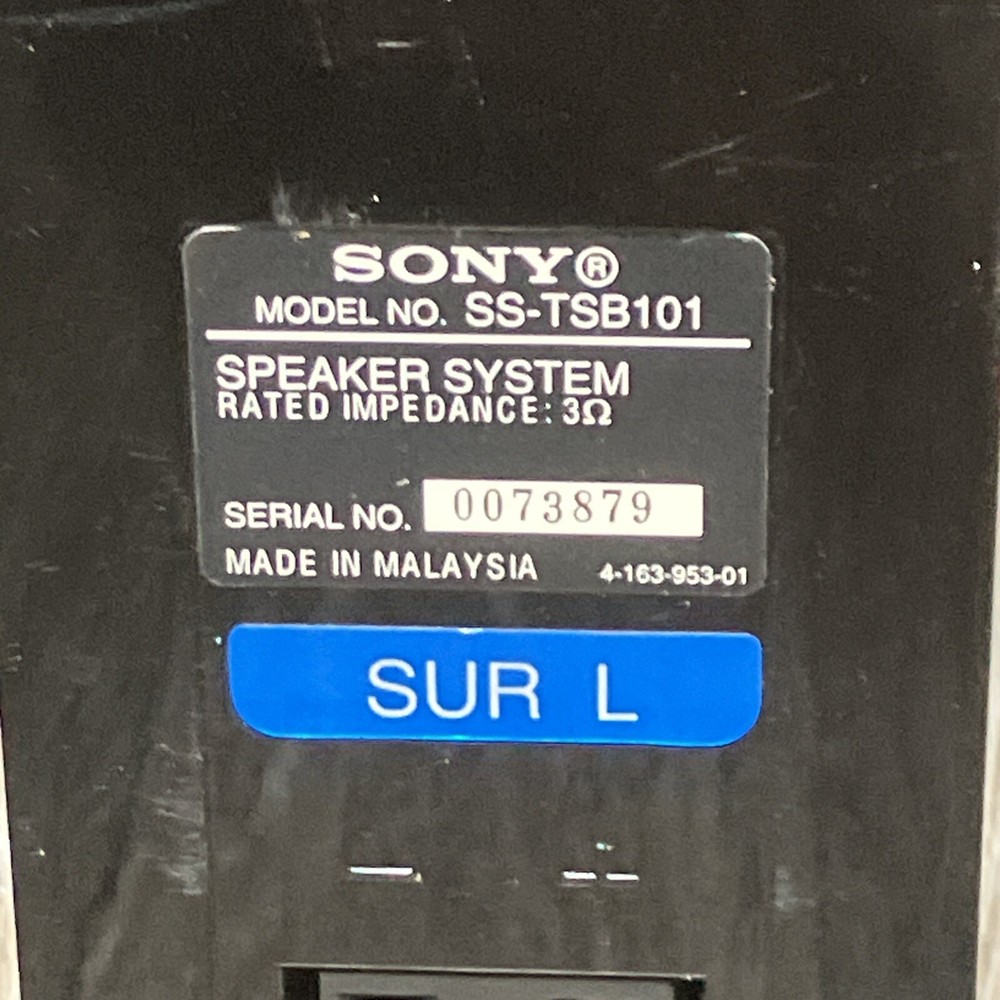 SONY®
MODEL NO. SS-TSB101
SPEAKER SYSTEM
RATED IMPEDANCE: 3Ω
SERIAL NO. 0073879
MADE IN MALAYSIA 4-163-953-01
SUR L